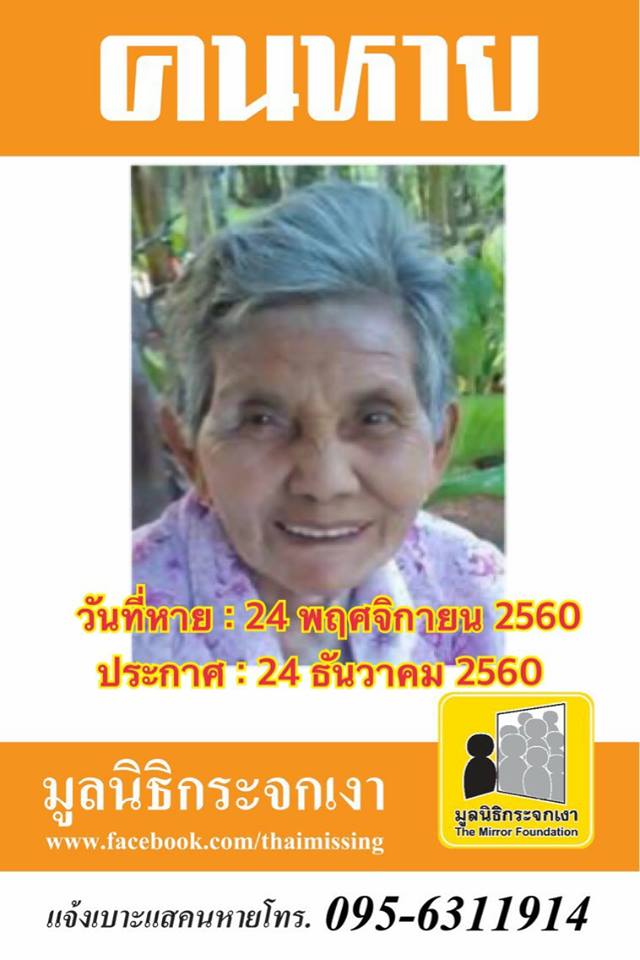 คนหาย
วันที่หาย : 24 พฤศจิกายน 2560
ประกาศ : 24 ธันวาคม 2560
มูลนิธิกระจกเงา
www.facebook.com/thaimissing
มูลนิธิกระจกเงา
The Mirror Foundation
แจ้งเบาะแสคนหายโทร. 095-6311914